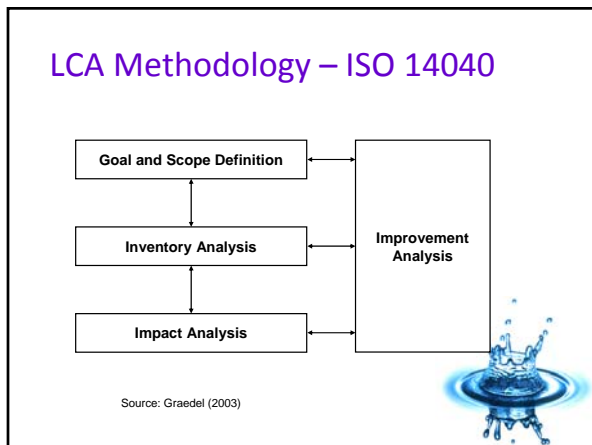 LCA Methodology – ISO 14040
Goal and Scope Definition
Inventory Analysis
Improvement
Analysis
Impact Analysis
Source: Graedel (2003)